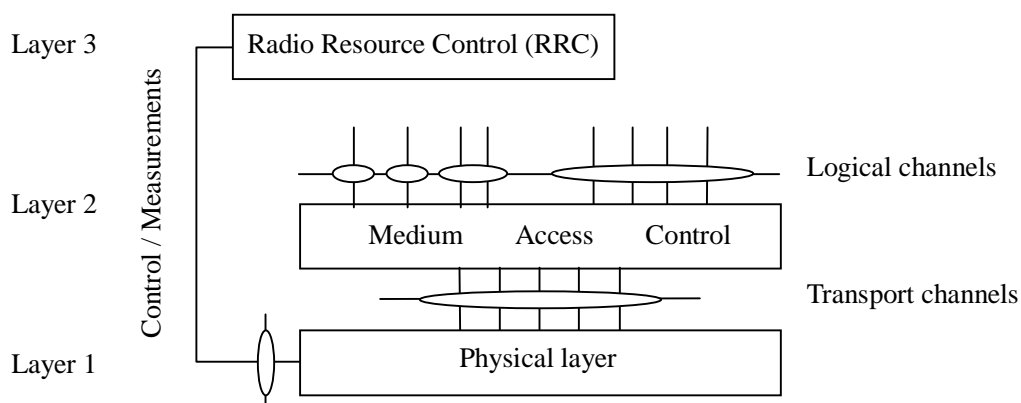 Layer 3
Radio Resource Control (RRC)
Control / Measurements
Logical channels
Layer 2
Medium Access Control
Transport channels
Layer 1
Physical layer